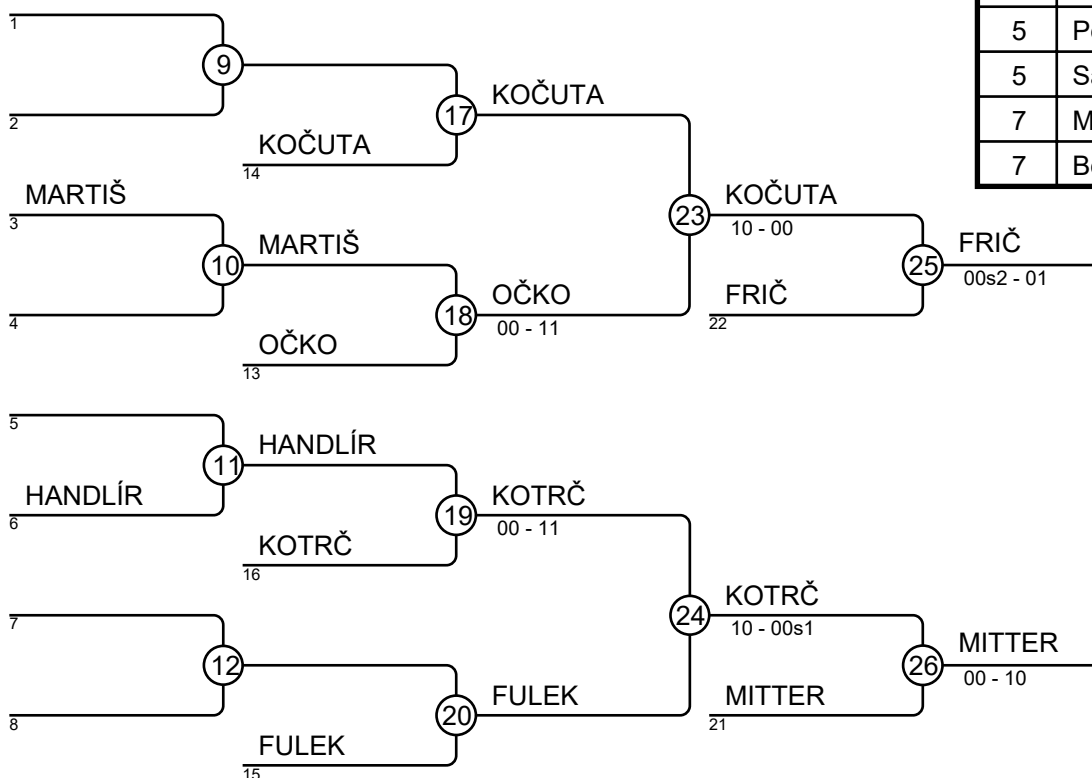 1
9
2
17
KOČUTA
KOČUTA
14
MARTIŠ
3
10
MARTIŠ
4
18
OČKO
00 - 11
OČKO
13
23
KOČUTA
10 - 00
25
FRIČ
00s2 - 01
FRIČ
22
5
11
HANDLÍR
HANDLÍR
6
19
KOTRČ
00 - 11
KOTRČ
16
24
KOTRČ
10 - 00s1
7
12
26
MITTER
00 - 10
MITTER
21
8
20
FULEK
FULEK
15
5
5
7 M
7